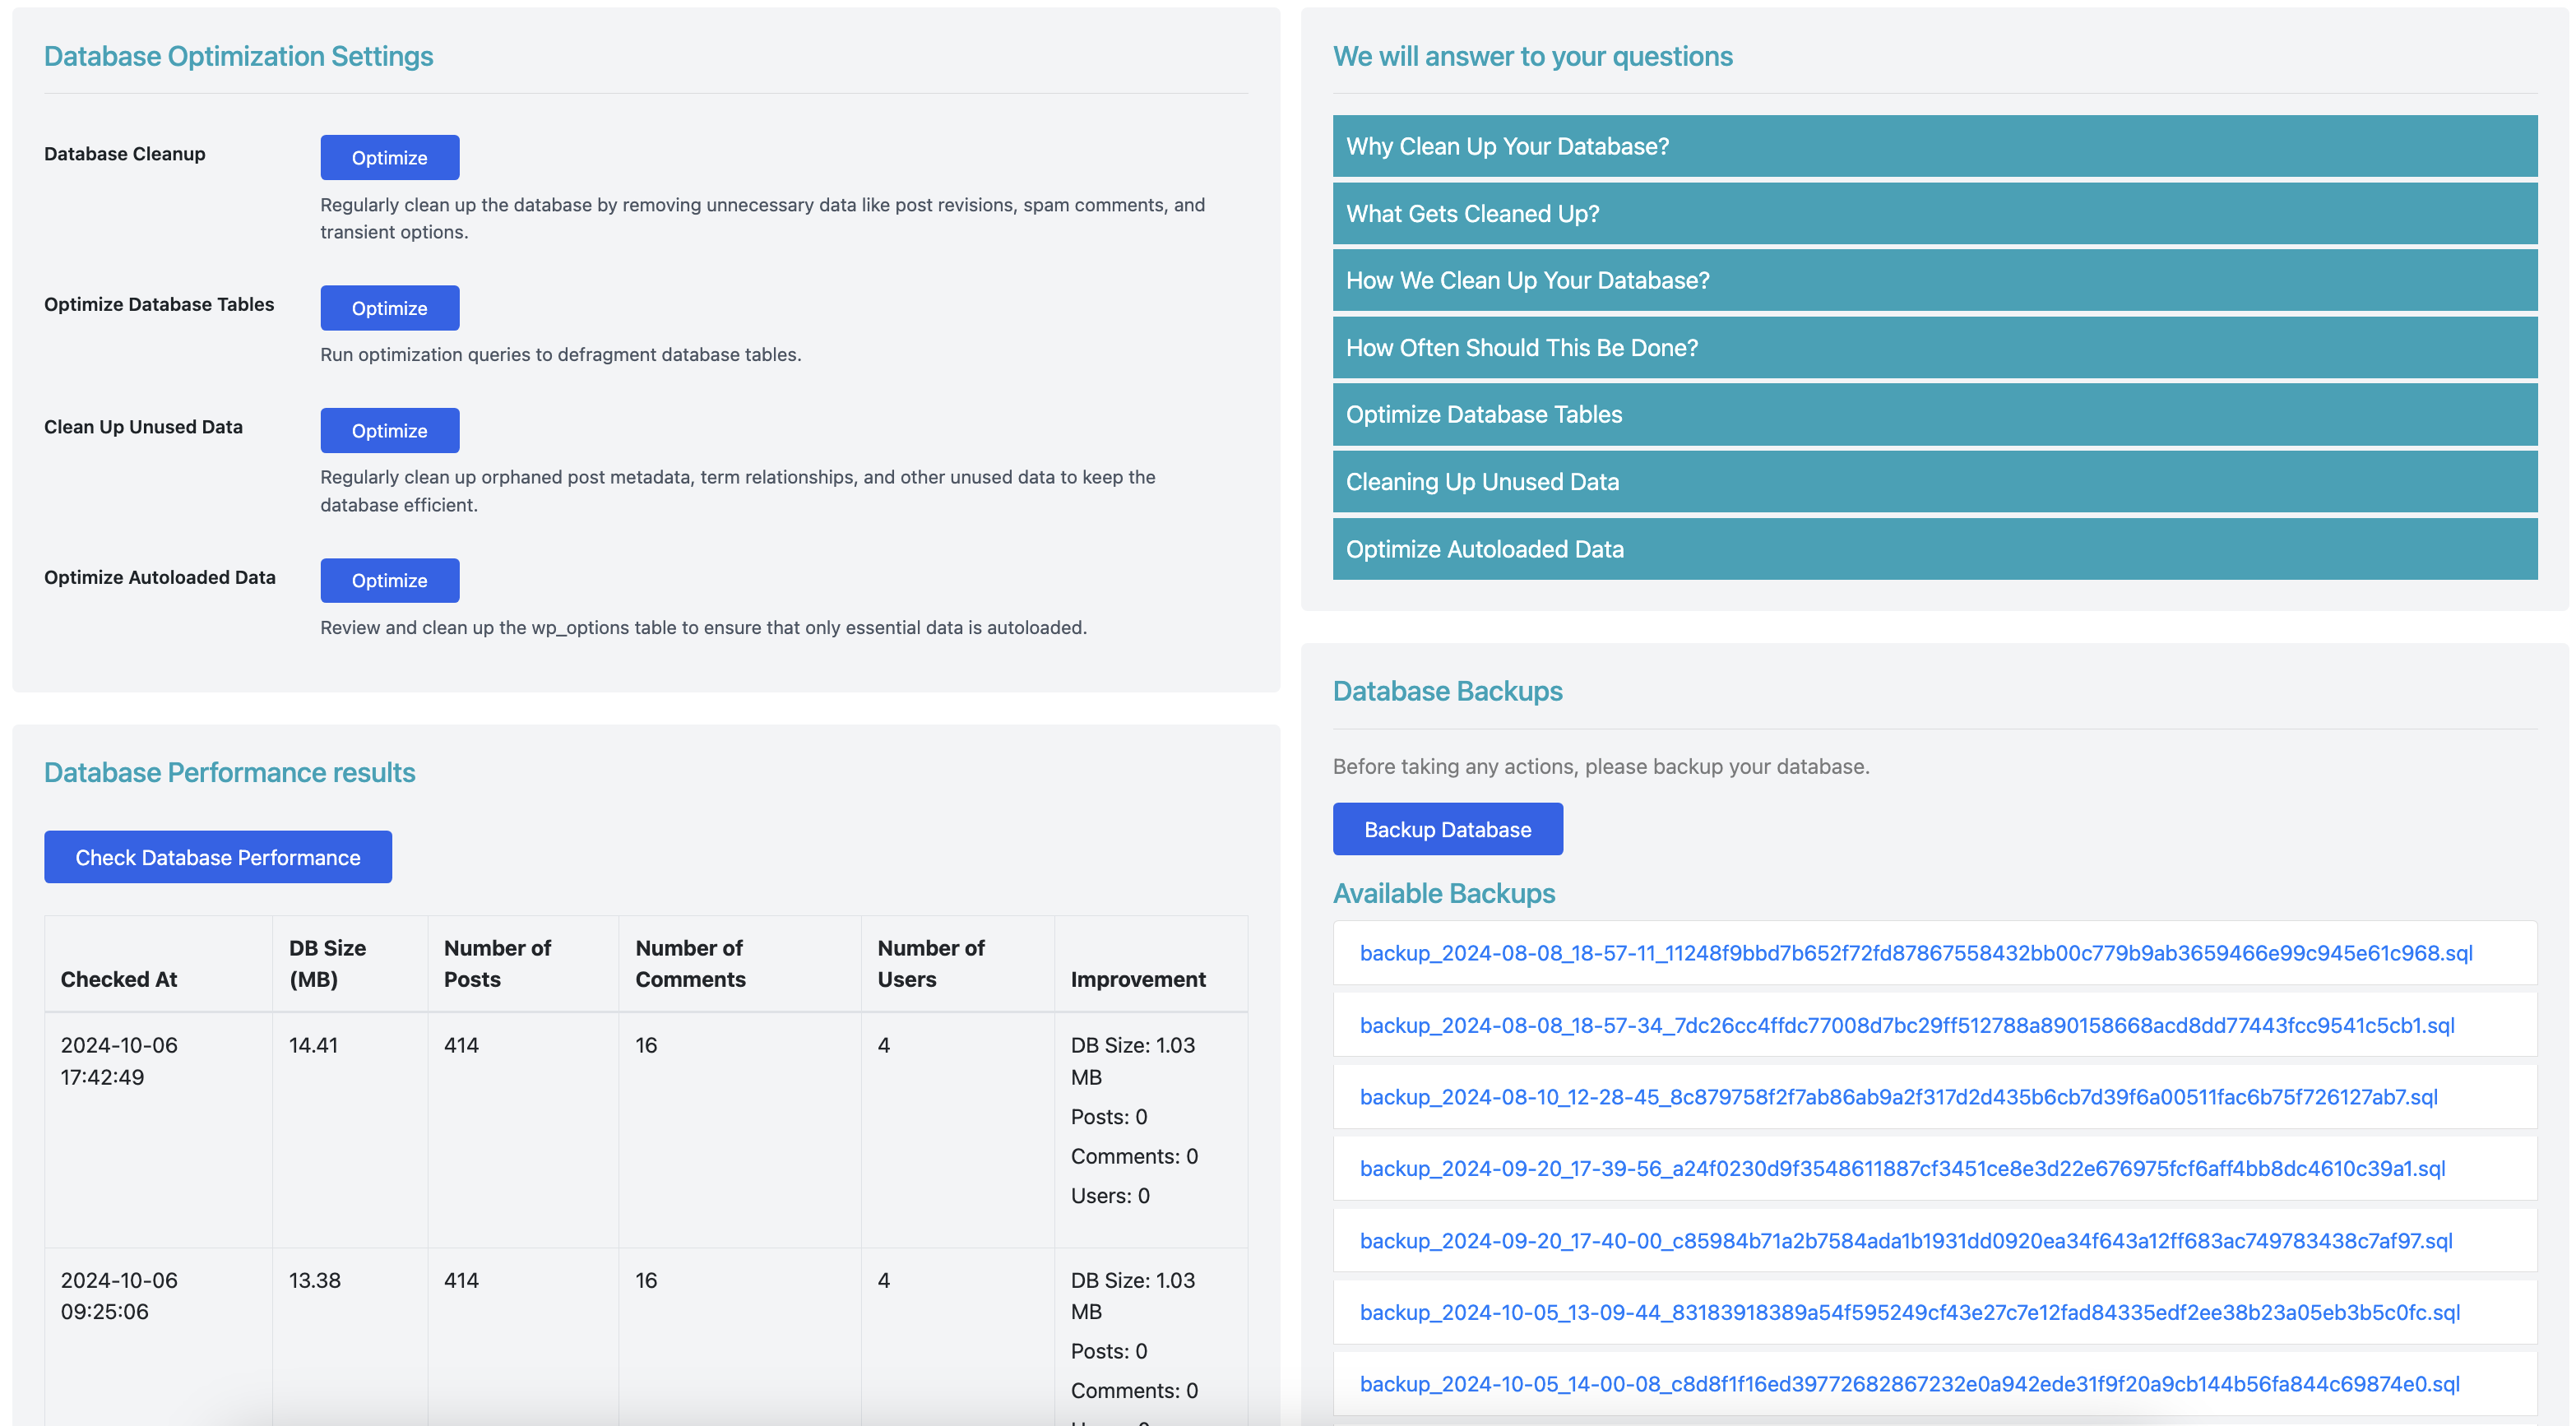 Database Optimization Settings
Database Cleanup
Optimize
Regularly clean up the database by removing unnecessary data like post revisions, spam comments, and
transient options.
Optimize Database Tables
Optimize
Run optimization queries to defragment database tables.
Clean Up Unused Data
Optimize
Regularly clean up orphaned post metadata, term relationships, and other unused data to keep the
database efficient.
Optimize Autoloaded Data
Optimize
Review and clean up the wp_options table to ensure that only essential data is autoloaded.
Database Performance results
Check Database Performance
Checked At
DB Size
(MB)
Number of
Posts
Number of
Comments
Number of
Users
Improvement
2024-10-06
17:42:49
14.41
414
16
4
DB Size: 1.03
MB
Posts: 0
Comments: 0
Users: 0
2024-10-06
09:25:06
13.38
414
16
4
DB Size: 1.03
MB
Posts: 0
Comments: 0
We will answer to your questions
Why Clean Up Your Database?
What Gets Cleaned Up?
How We Clean Up Your Database?
How Often Should This Be Done?
Optimize Database Tables
Cleaning Up Unused Data
Optimize Autoloaded Data
Database Backups
Before taking any actions, please backup your database.
Backup Database
Available Backups
backup_2024-08-08_18-57-11_11248f9bbd7b652f72fd87867558432bb00c779b9ab3659466e99c945e61c968.sql
backup_2024-08-08_18-57-34_7dc26cc4ffdc77008d7bc29ff512788a890158668acd8dd77443fcc9541c5cb1.sql
backup_2024-08-10_12-28-45_8c879758f2f7ab86ab9a2f317d2d435b6cb7d39f6a00511fac6b75f726127ab7.sql
backup_2024-09-20_17-39-56_a24f0230d9f3548611887cf3451ce8e3d22e676975fcf6aff4bb8dc4610c39a1.sql
backup_2024-09-20_17-40-00_c85984b71a2b7584ada1b1931dd0920ea34f643a12ff683ac749783438c7af97.sql
backup_2024-10-05_13-09-44_83183918389a54f595249cf43e27c7e12fad84335edf2ee38b23a05eb3b5c0fc.sql
backup_2024-10-05_14-00-08_c8d8f1f16ed39772682867232e0a942ede31f9f20a9cb144b56fa844c69874e0.sql